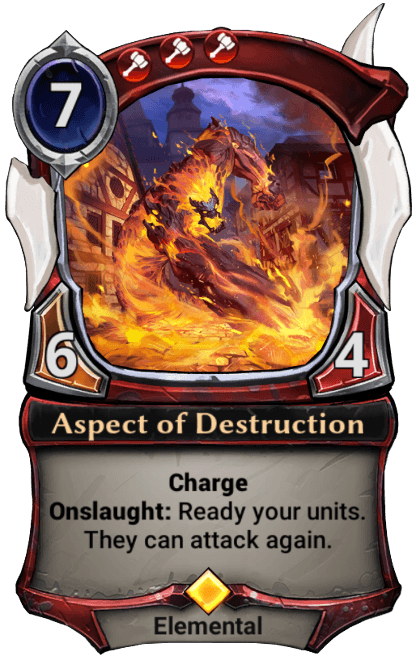 7
6
4
Aspect of Destruction
Charge
Onslaught: Ready your units.
They can attack again.
Elemental